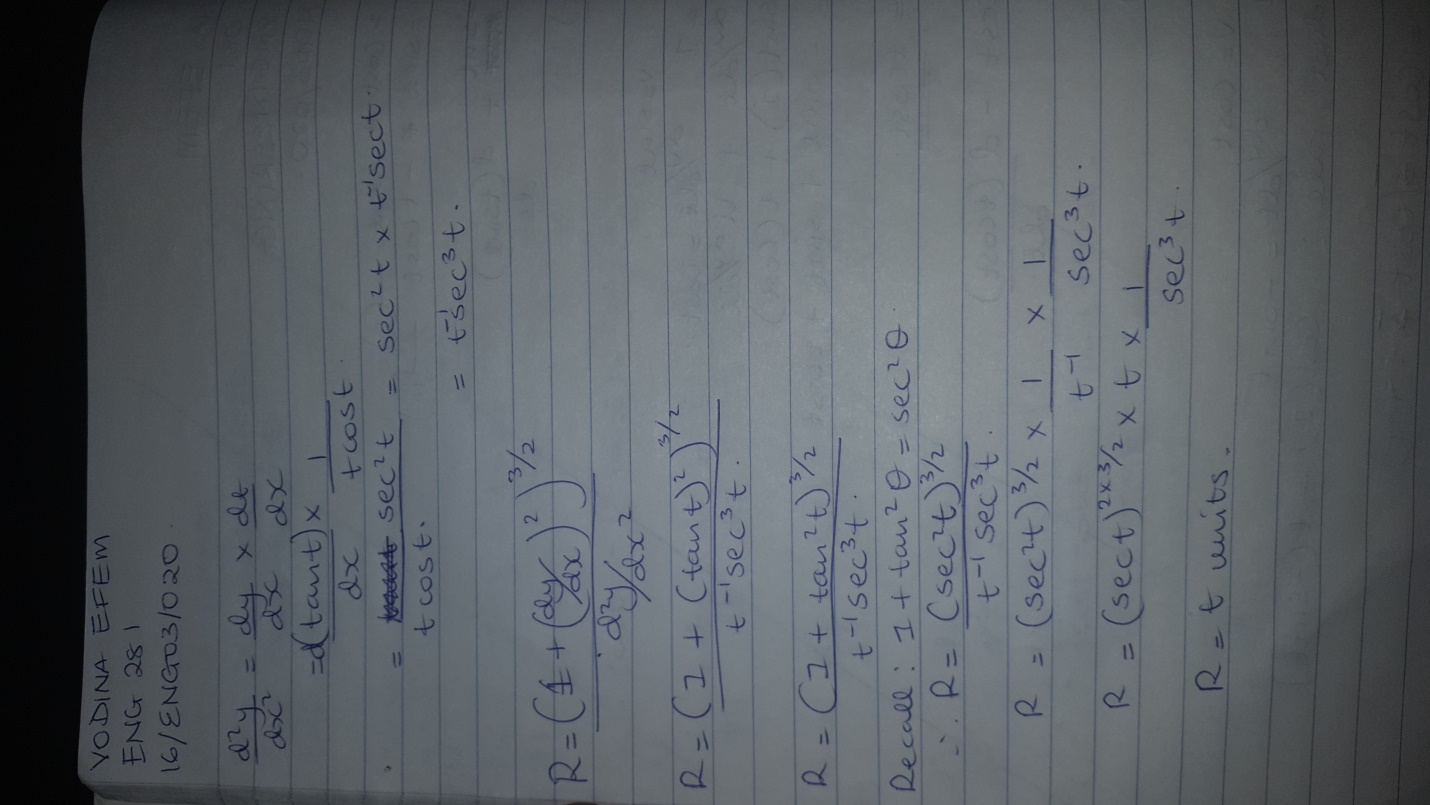 YODINA EFEM
ENG 281
16/ENG03/020
d²y/dx² = dy/dx × dt/dx
= d(tant)/dx × 1/tcost
= sec²t/tcost. = sec²t × t⁻¹sect.
= t⁻¹sec³t.
R = (1 + (dy/dx)²)^3/2 / d²y/dx²
R = (1 + (tant)²)^3/2 / t⁻¹sec³t.
R = (1 + tan²t)^3/2 / t⁻¹sec³t.
Recall : 1 + tan²θ = sec²θ.
∴ R = (sec²t)^3/2 / t⁻¹sec³t.
R = (sec²t)^3/2 × 1/t⁻¹ × 1/sec³t.
R = (sect)^2×3/2 × t × 1/sec³t.
R = t units.